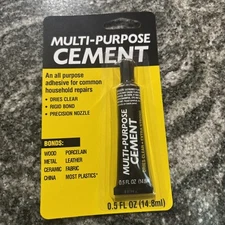 MULTI-PURPOSE
CEMENT
An all purpose
adhesive for common
household repairs
• DRIES CLEAR
• RIGID BOND
• PRECISION NOZZLE
BONDS:
WOOD PORCELAIN
METAL LEATHER
CERAMIC FABRIC
CHINA MOST PLASTICS*
MULTI-PURPOSE
CEMENT
0.5 FL OZ (14.8ml)